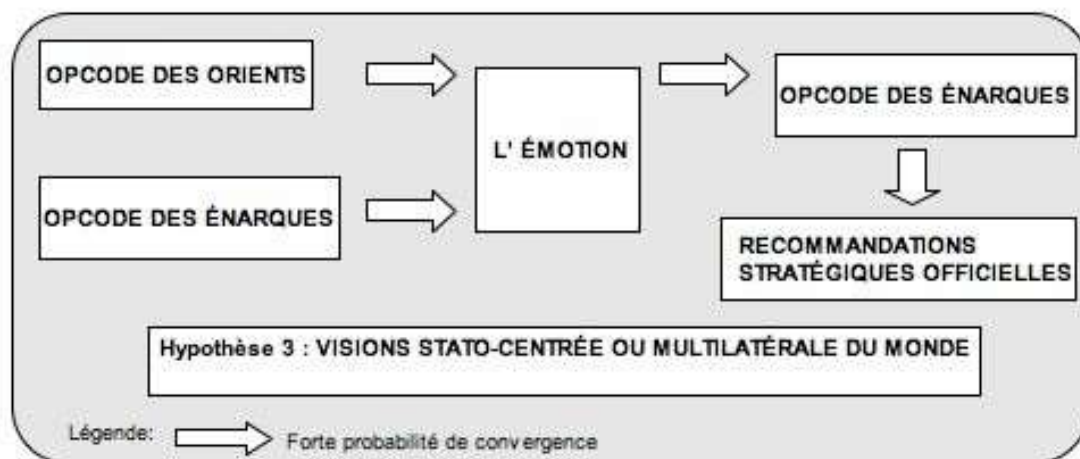 OPCODE DES ORIENTS
OPCODE DES ÉNARQUES
L' ÉMOTION
OPCODE DES ÉNARQUES
RECOMMANDATIONS
STRATÉGIQUES OFFICIELLES
Hypothèse 3 : VISIONS STATO-CENTRÉE OU MULTILATÉRALE DU MONDE
Légende:
Forte probabilité de convergence